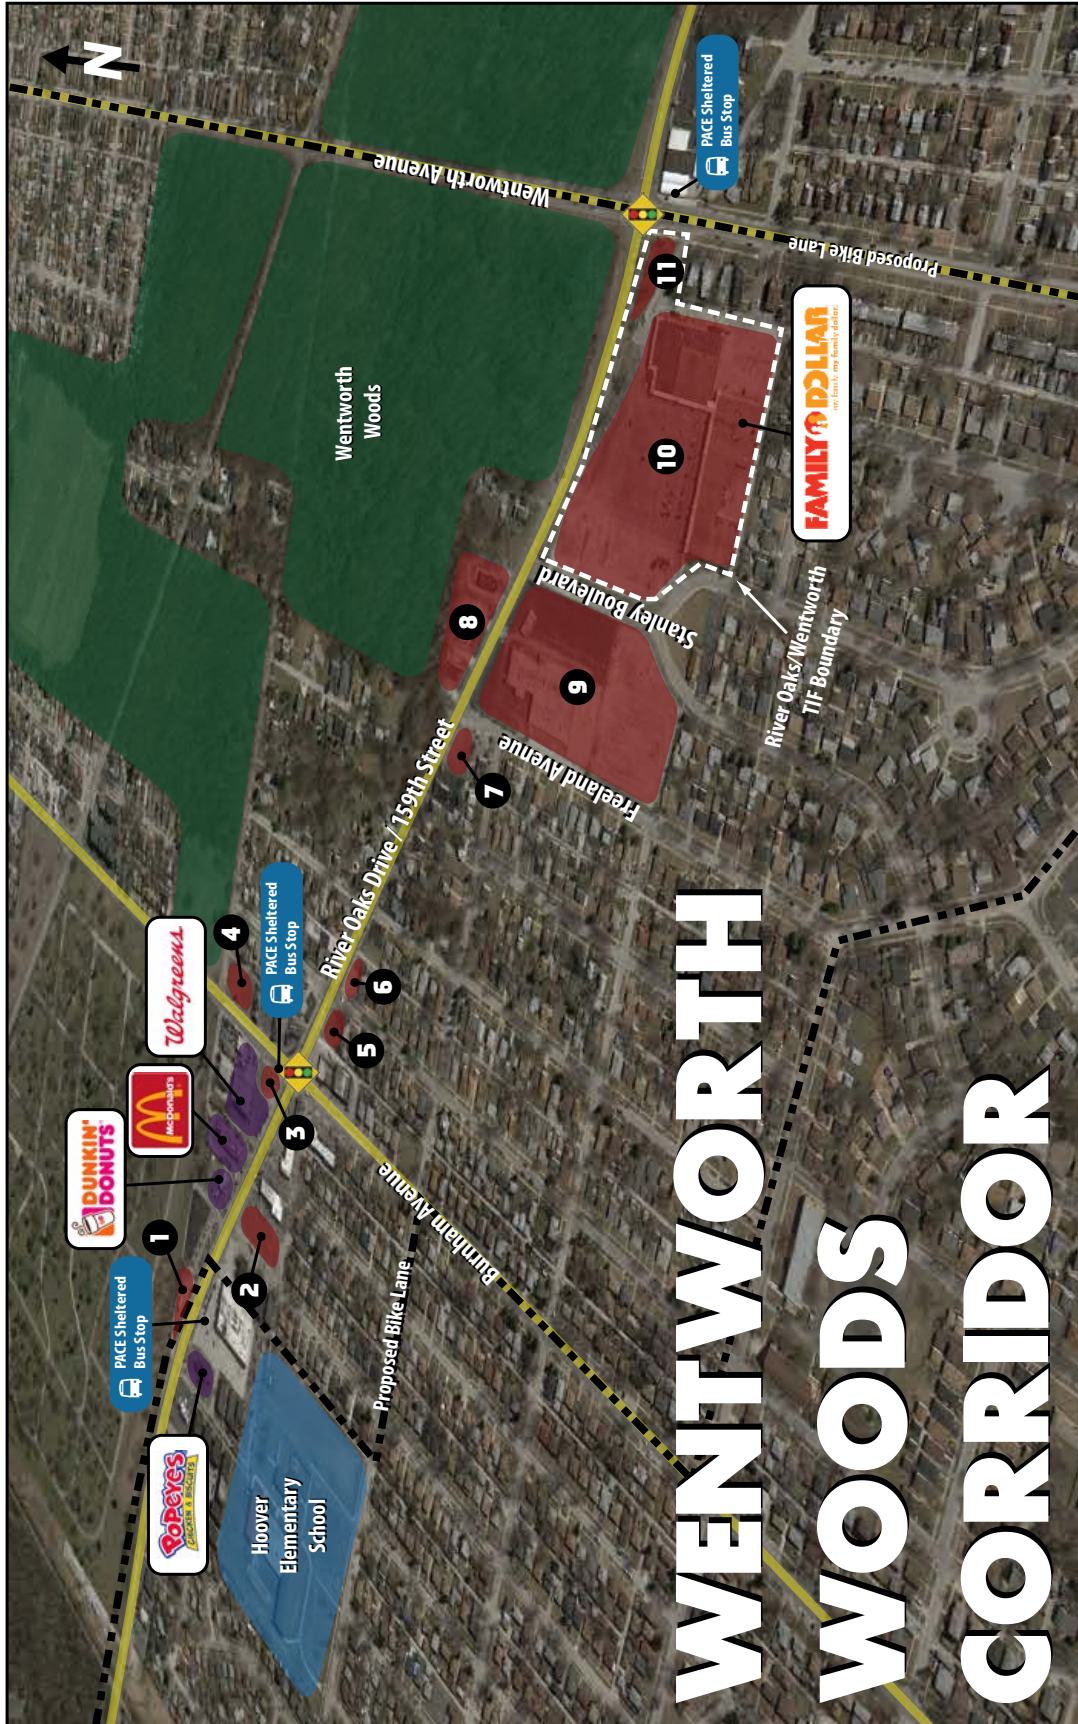 N
Wentworth Avenue
PACE Sheltered
Bus Stop
Proposed Bike Lane
Wentworth
Woods
11
10
FAMILY DOLLAR
my family, my family dollar.
8
Stanley Boulevard
9
River Oaks/Wentworth
TIF Boundary
Freeland Avenue
7
River Oaks Drive / 159th Street
4
PACE Sheltered
Bus Stop
6
5
3
Walgreens
McDonald's
DUNKIN'
DONUTS
1
2
PACE Sheltered
Bus Stop
Burnham Avenue
Proposed Bike Lane
POPEYES
CHICKEN & BISCUITS
Hoover
Elementary
School
WENTWORTH
WOODS
CORRIDOR